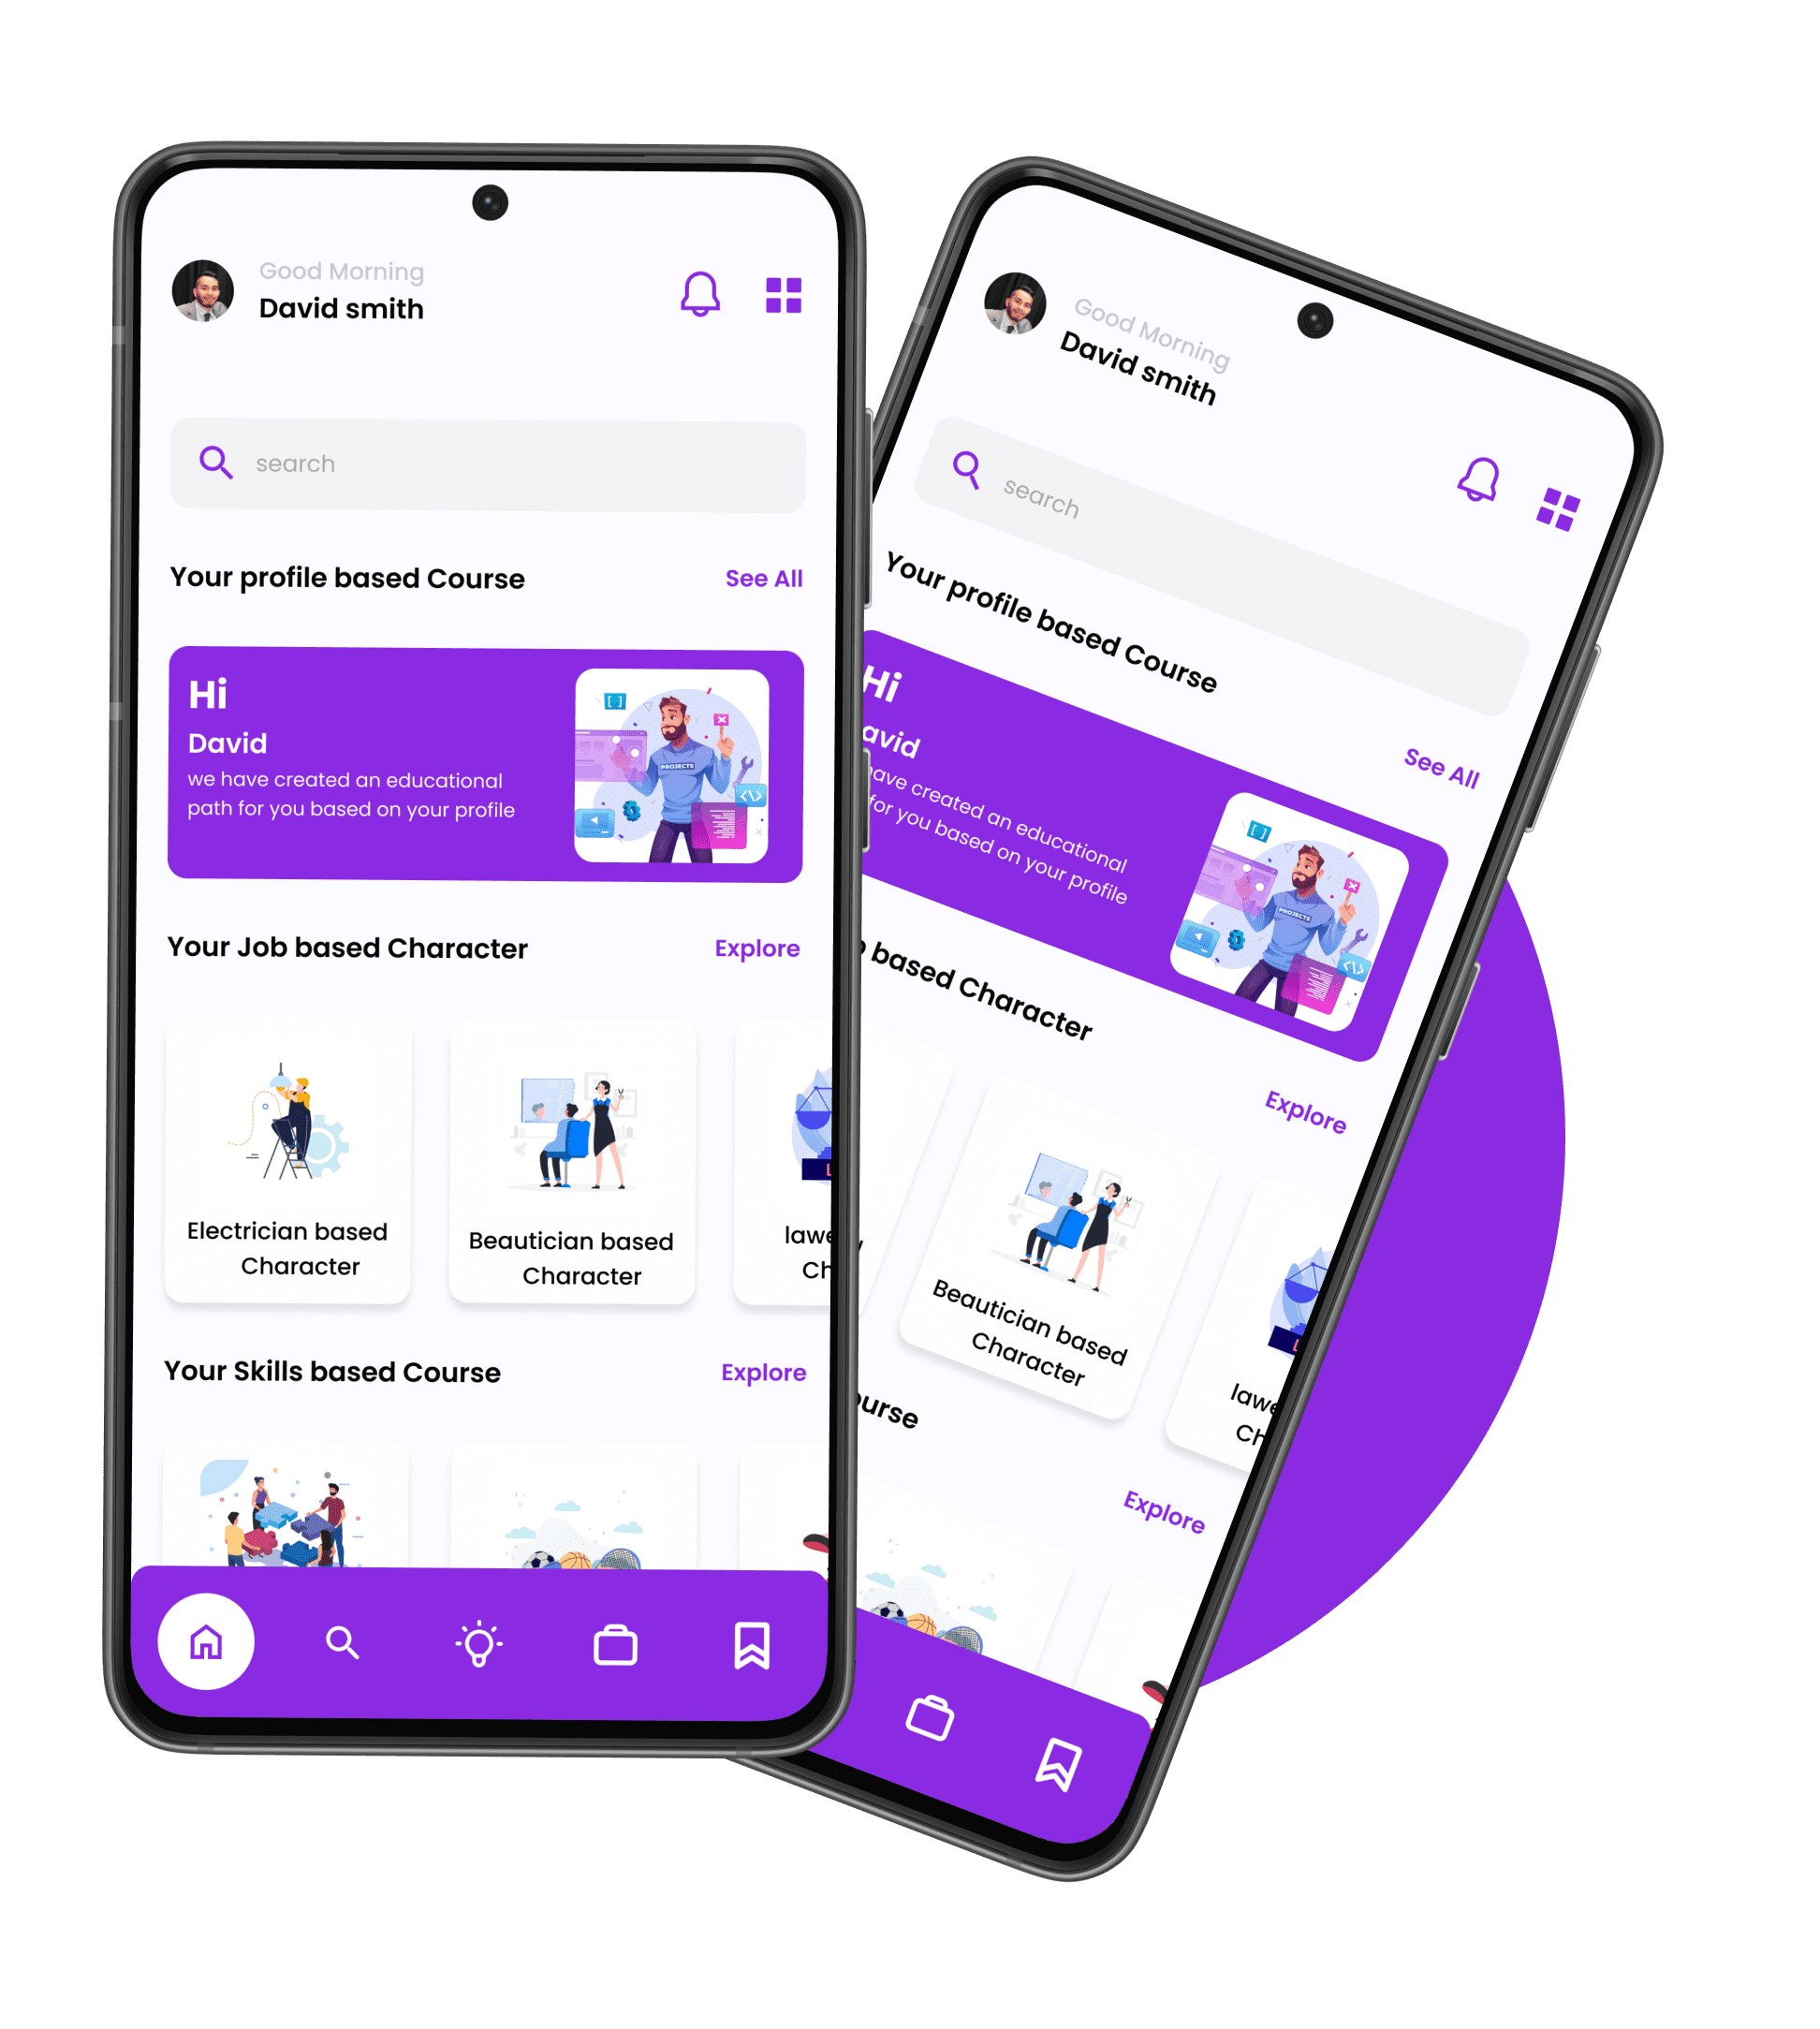 Good Morning
David smith
search
Your profile based Course
See All
Hi
David
we have created an educational
path for you based on your profile
PROJECTS
Your Job based Character
Explore
Electrician based
Character
Beautician based
Character
lawe
Ch
Your Skills based Course
Explore
Good Morning
David smith
search
Your profile based Course
See All
Hi
avid
ave created an educational
for you based on your profile
PROJECTS
based Character
Explore
Beautician based
Character
lawe
Ch
ourse
Explore